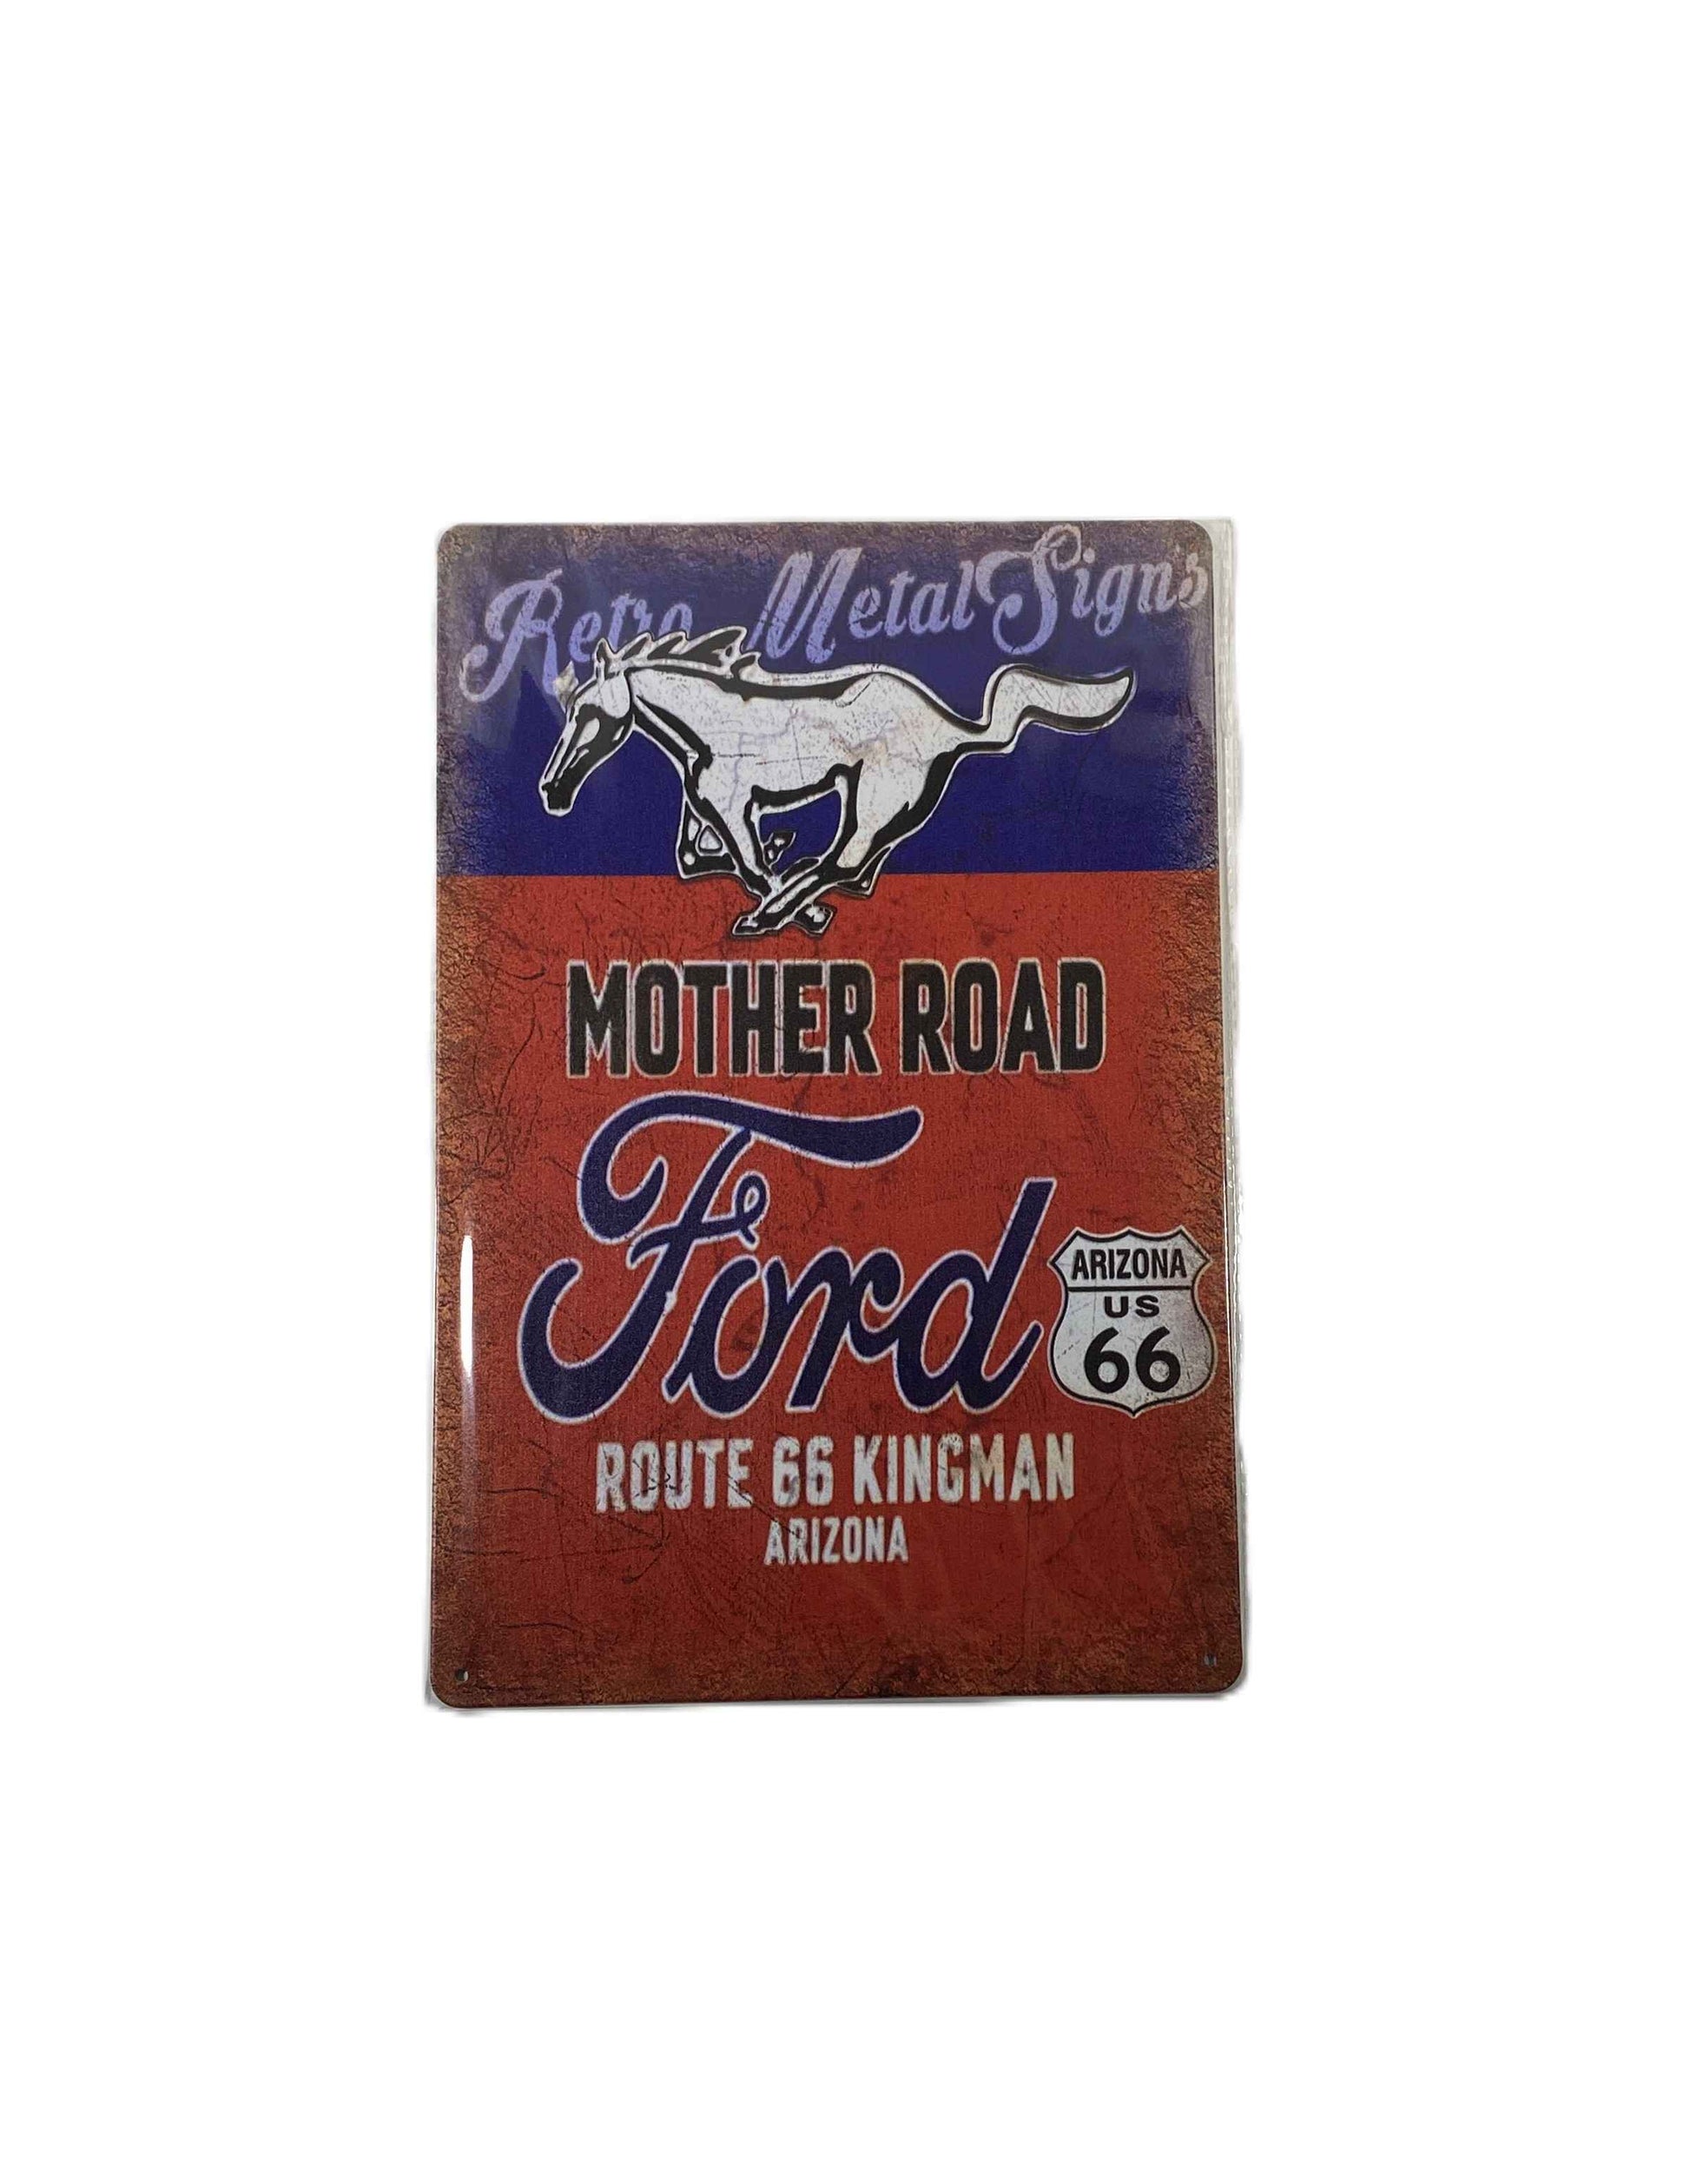 Retro Metal Signs
MOTHER ROAD
Ford
ARIZONA
US
66
ROUTE 66 KINGMAN
ARIZONA